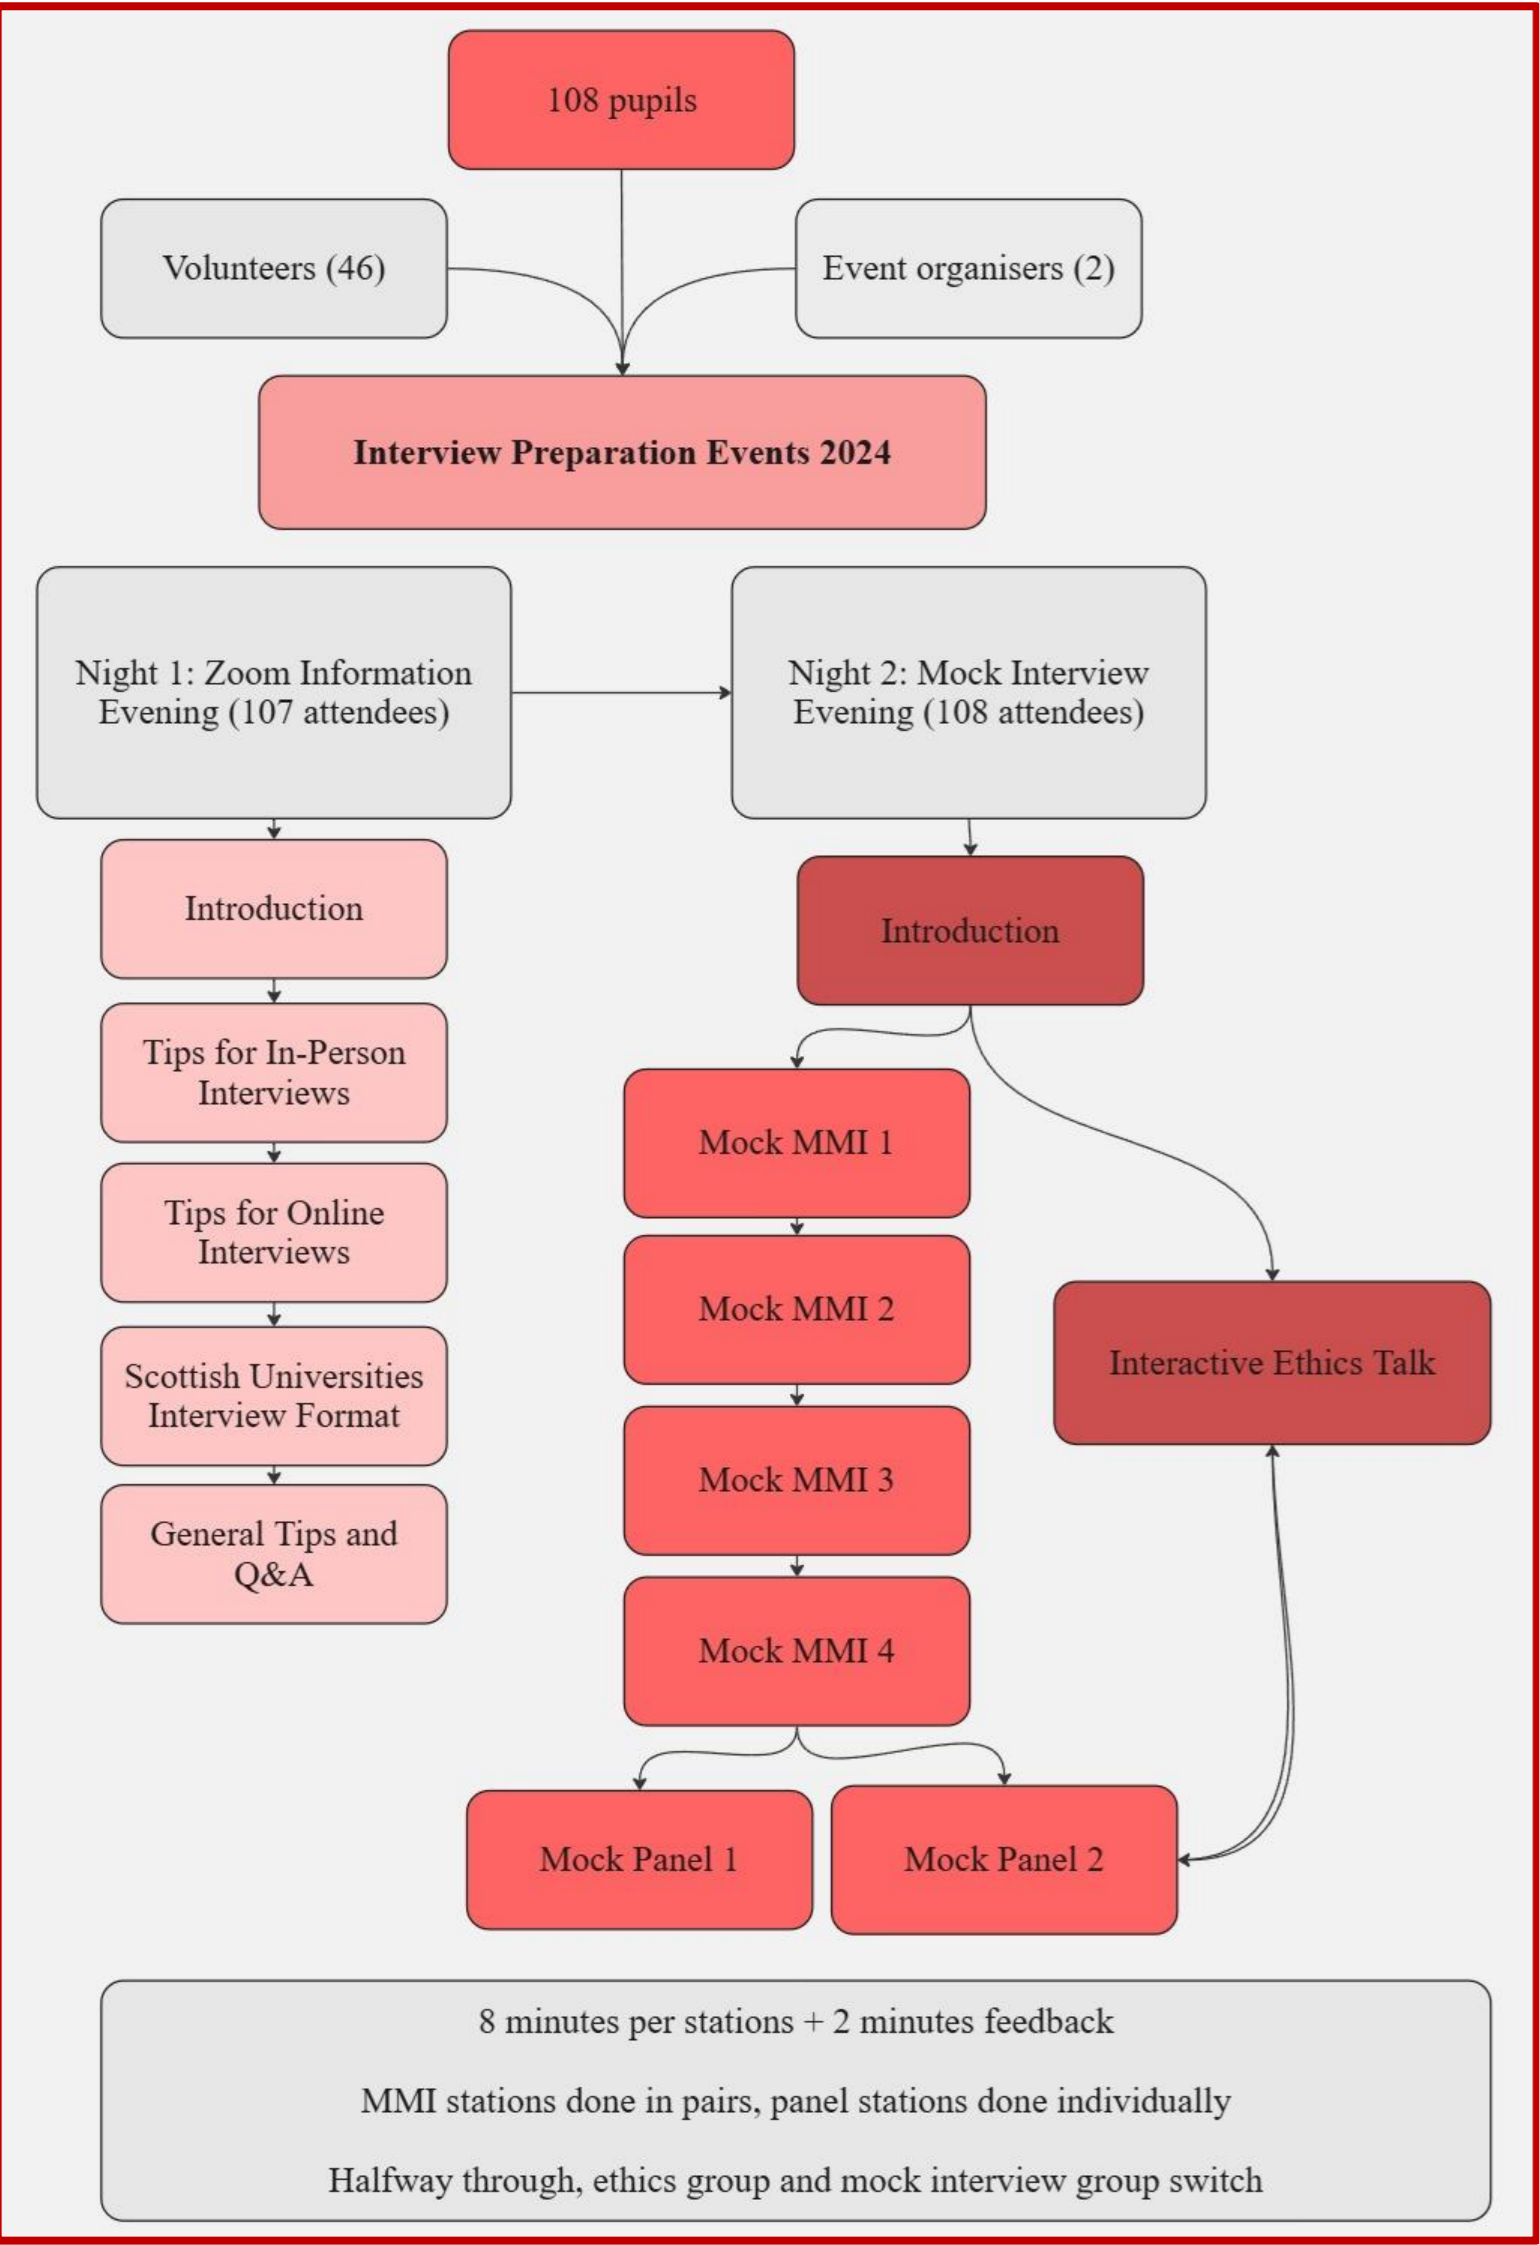 108 pupils
Volunteers (46)
Event organisers (2)
Interview Preparation Events 2024
Night 1: Zoom Information
Evening (107 attendees)
Night 2: Mock Interview
Evening (108 attendees)
Introduction
Tips for In-Person
Interviews
Tips for Online
Interviews
Scottish Universities
Interview Format
General Tips and
Q&A
Introduction
Mock MMI 1
Mock MMI 2
Mock MMI 3
Mock MMI 4
Interactive Ethics Talk
Mock Panel 1
Mock Panel 2
8 minutes per stations + 2 minutes feedback
MMI stations done in pairs, panel stations done individually
Halfway through, ethics group and mock interview group switch